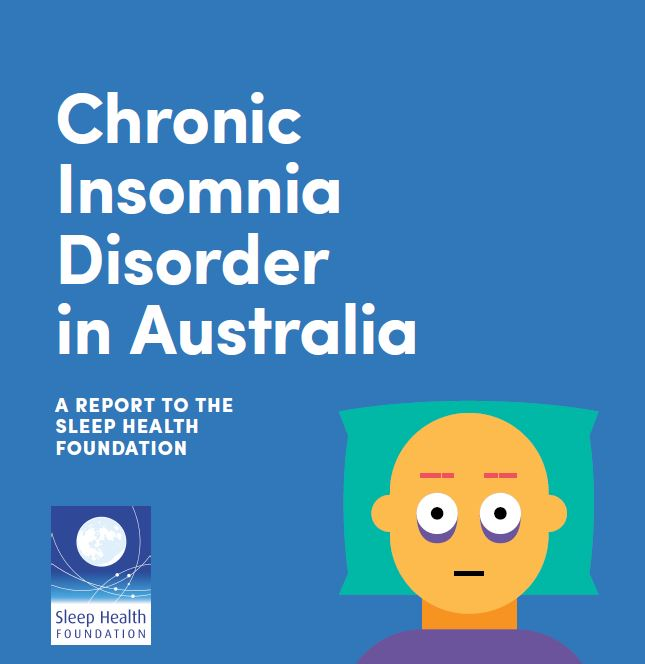 Chronic
Insomnia
Disorder
in Australia
A REPORT TO THE
SLEEP HEALTH
FOUNDATION
Sleep Health
FOUNDATION